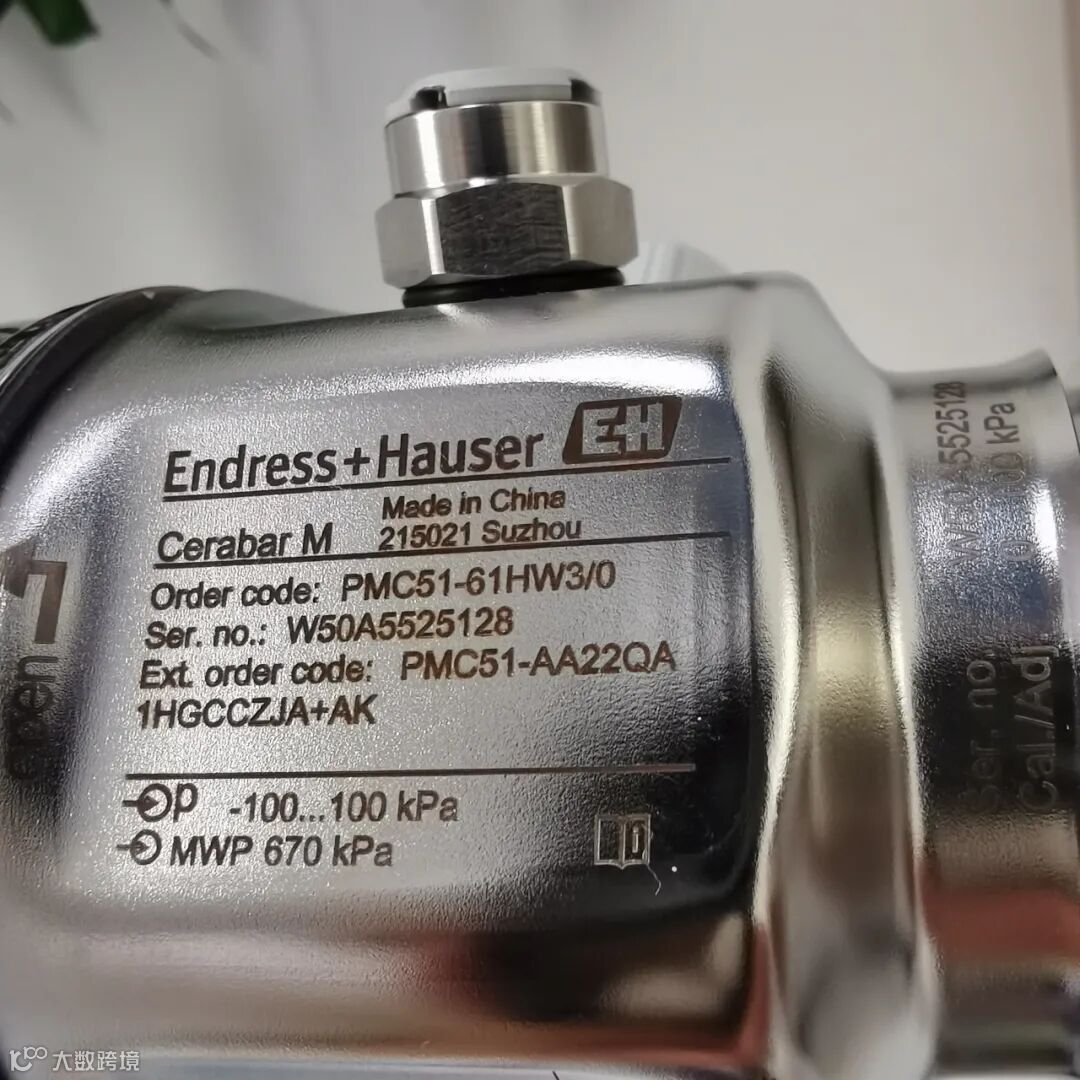 Endress+Hauser EH
Made in China
Cerabar M 215021 Suzhou
Order code: PMC51-61HW3/0
Ser. no.: W50A5525128
Ext. order code: PMC51-AA22QA
1HGCCZJA+AK
p -100...100 kPa
MWP 670 kPa
open
Ser. no.
Cal./Adj
kPa
大数跨境